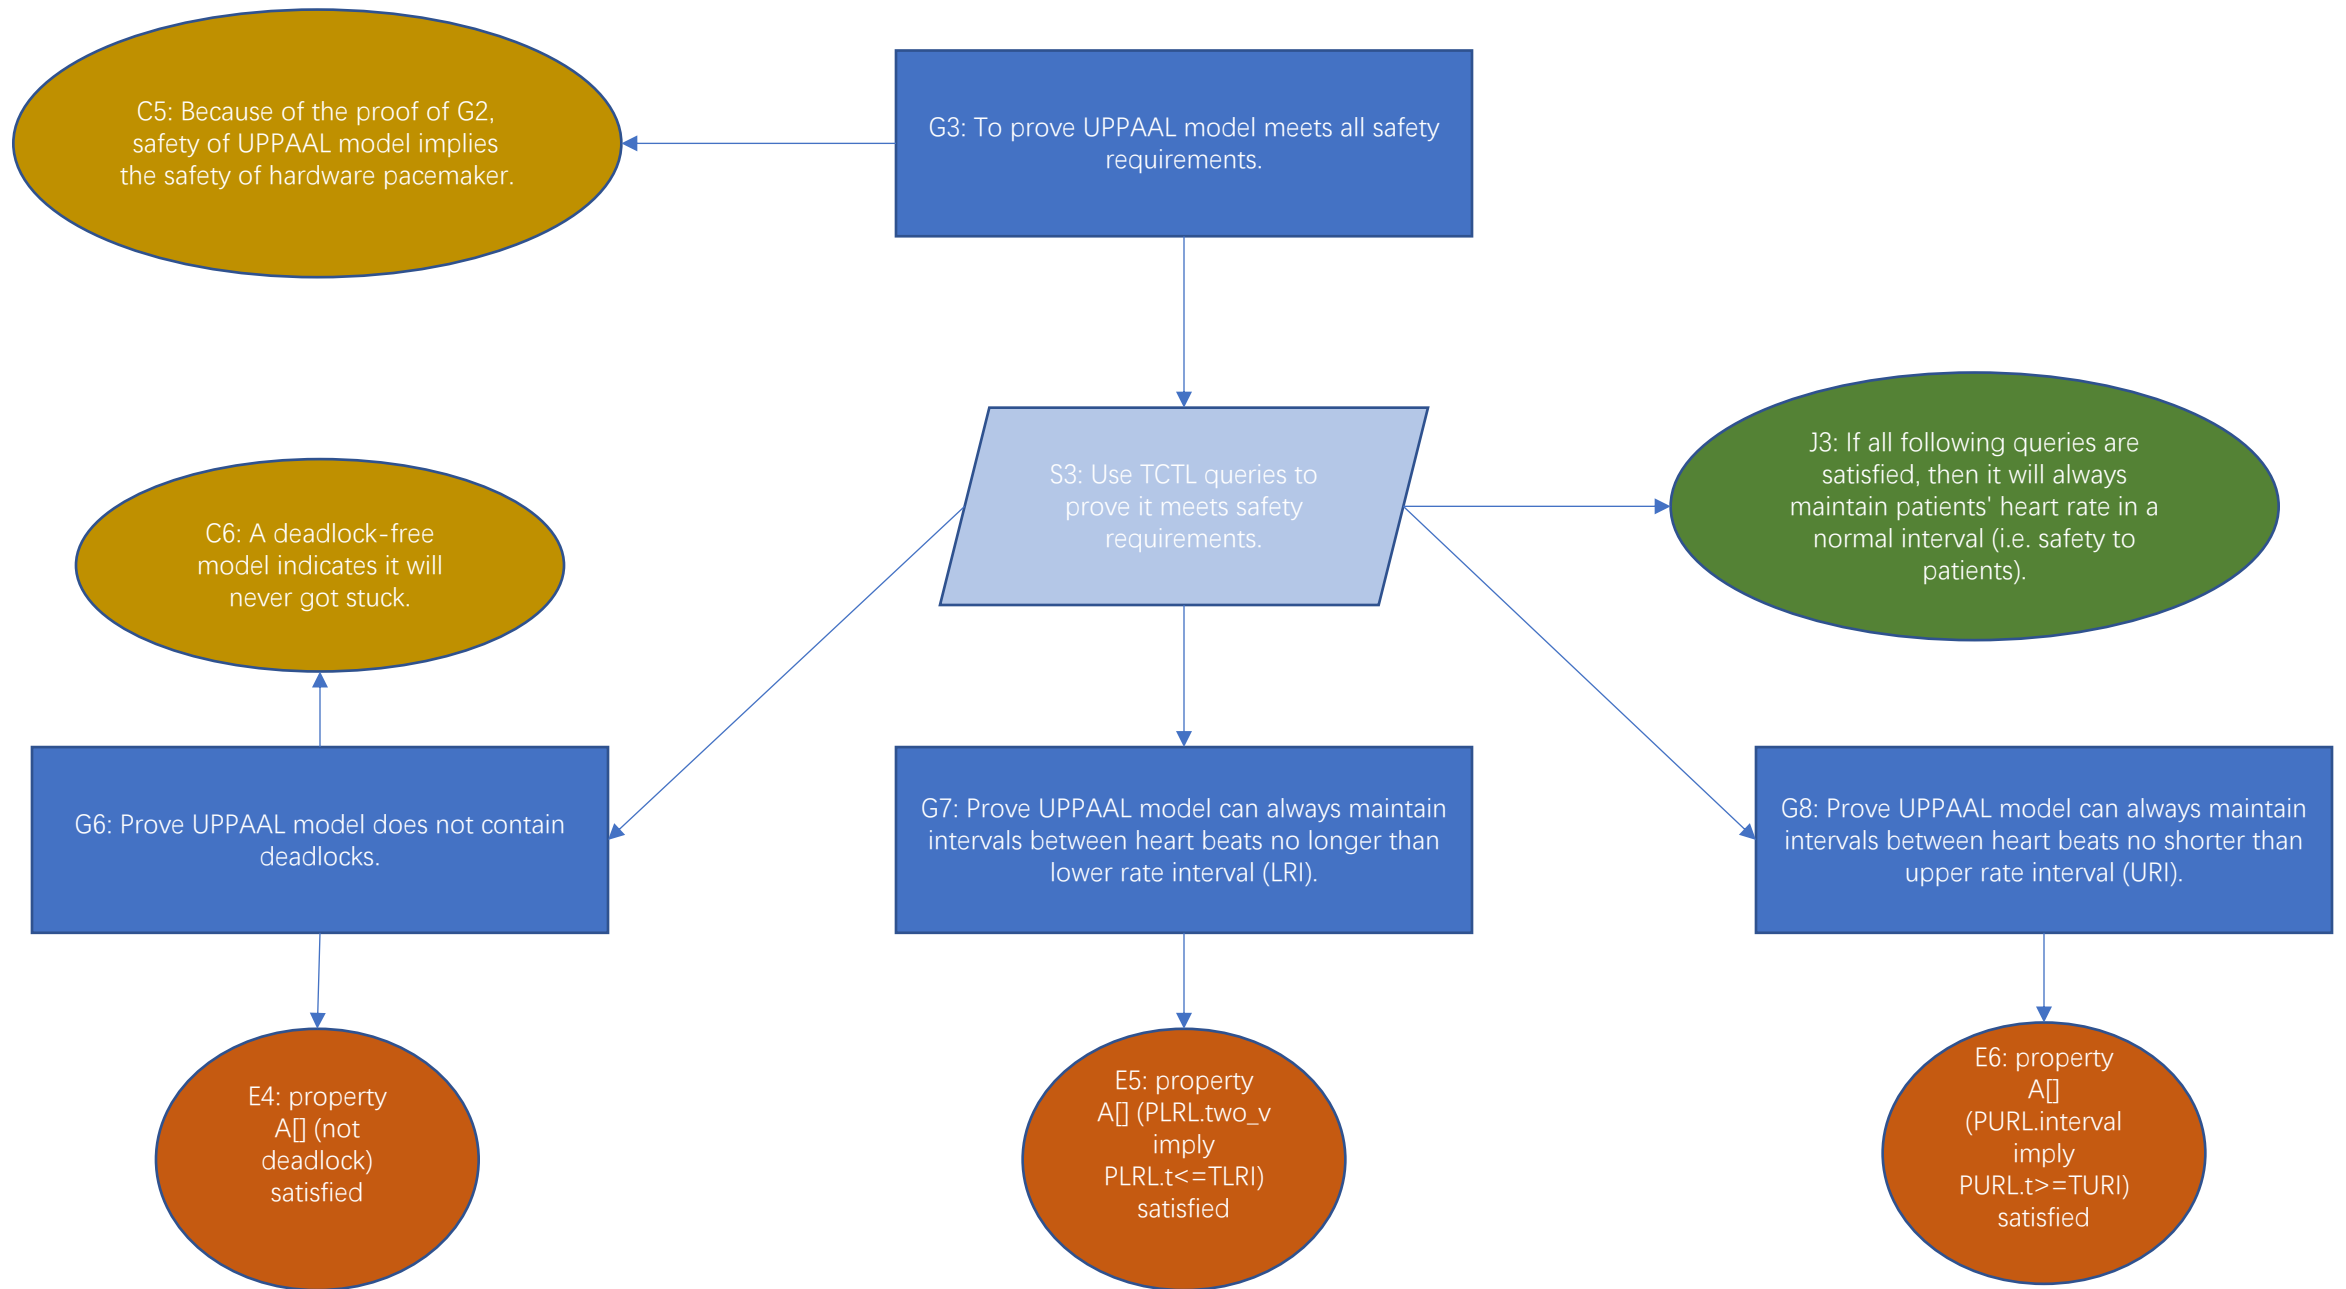 C5: Because of the proof of G2,
safety of UPPAAL model implies
the safety of hardware pacemaker.
G3: To prove UPPAAL model meets all safety
requirements.
S3: Use TCTL queries to
prove it meets safety
requirements.
J3: If all following queries are
satisfied, then it will always
maintain patients' heart rate in a
normal interval (i.e. safety to
patients).
C6: A deadlock-free
model indicates it will
never got stuck.
G6: Prove UPPAAL model does not contain
deadlocks.
G7: Prove UPPAAL model can always maintain
intervals between heart beats no longer than
lower rate interval (LRI).
G8: Prove UPPAAL model can always maintain
intervals between heart beats no shorter than
upper rate interval (URI).
E4: property
A[] (not
deadlock)
satisfied
E5: property
A[] (PLRL.two_v
imply
PLRL.t<=TLRI)
satisfied
E6: property
A[]
(PURL.interval
imply
PURL.t>=TURI)
satisfied